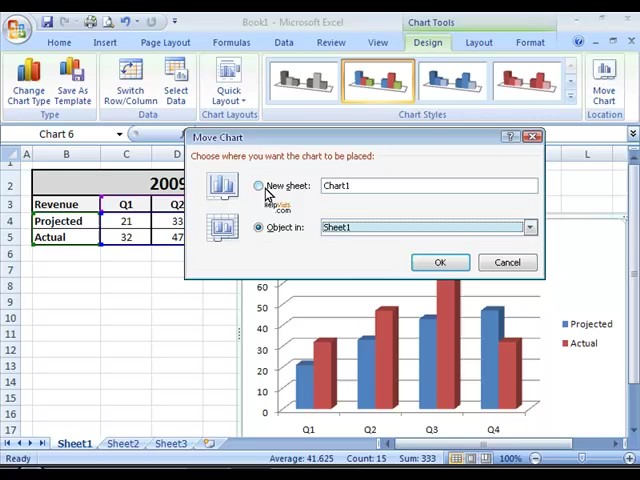 Book1 - Microsoft Excel
Chart Tools
Home Insert Page Layout Formulas Data Review View Design Layout Format
Change Chart Type
Save As Template
Switch Row/Column
Select Data
Quick Layout
Move Chart
Type Data Chart Layouts Chart Styles Location
Chart 6
A B C D
2 2009
3 Revenue Q1 Q2
4 Projected 21 33
5 Actual 32 47
6
7
8
9
10
11
12
13
14
15
16
17
Move Chart
Choose where you want the chart to be placed:
New sheet: Chart1
HelpVids
.com
Object in: Sheet1
OK Cancel
60
50
40
30
20
10
0
Q1 Q2 Q3 Q4
Projected
Actual
Sheet1 Sheet2 Sheet3
Ready Average: 41.625 Count: 15 Sum: 333 100%